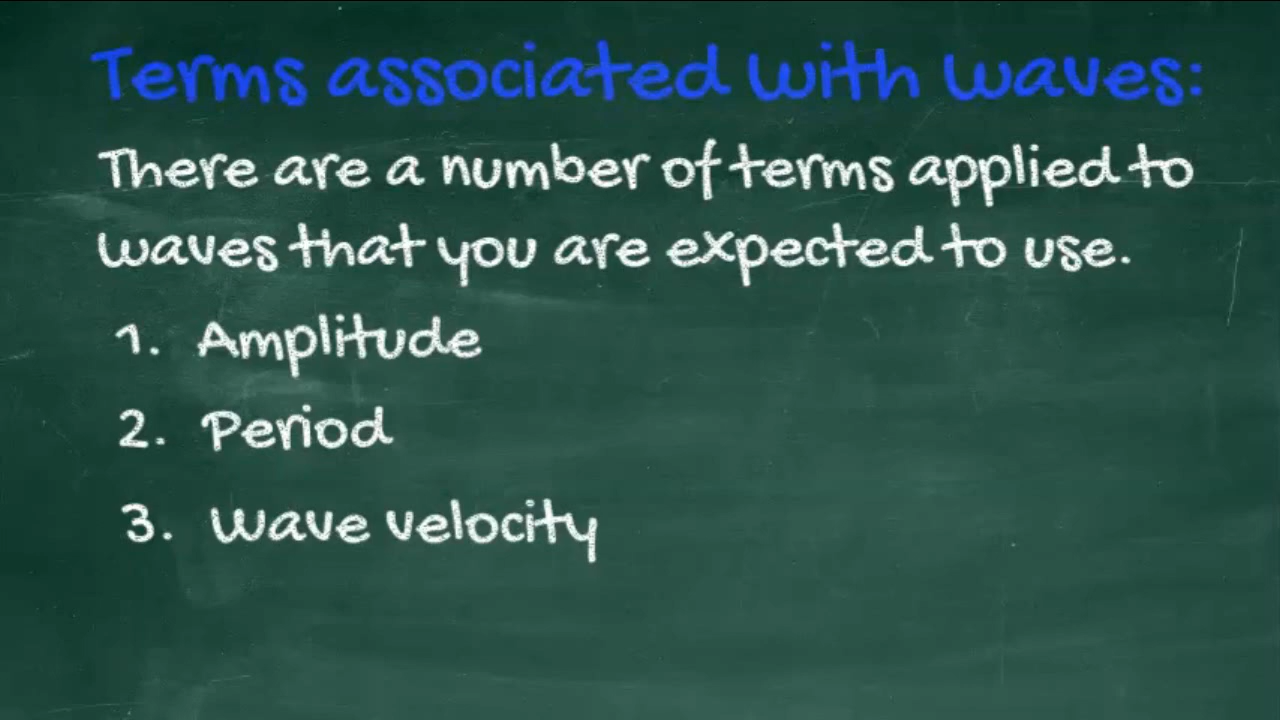 Terms associated with waves:
There are a number of terms applied to
waves that you are expected to use.
1. Amplitude
2. Period
3. Wave velocity